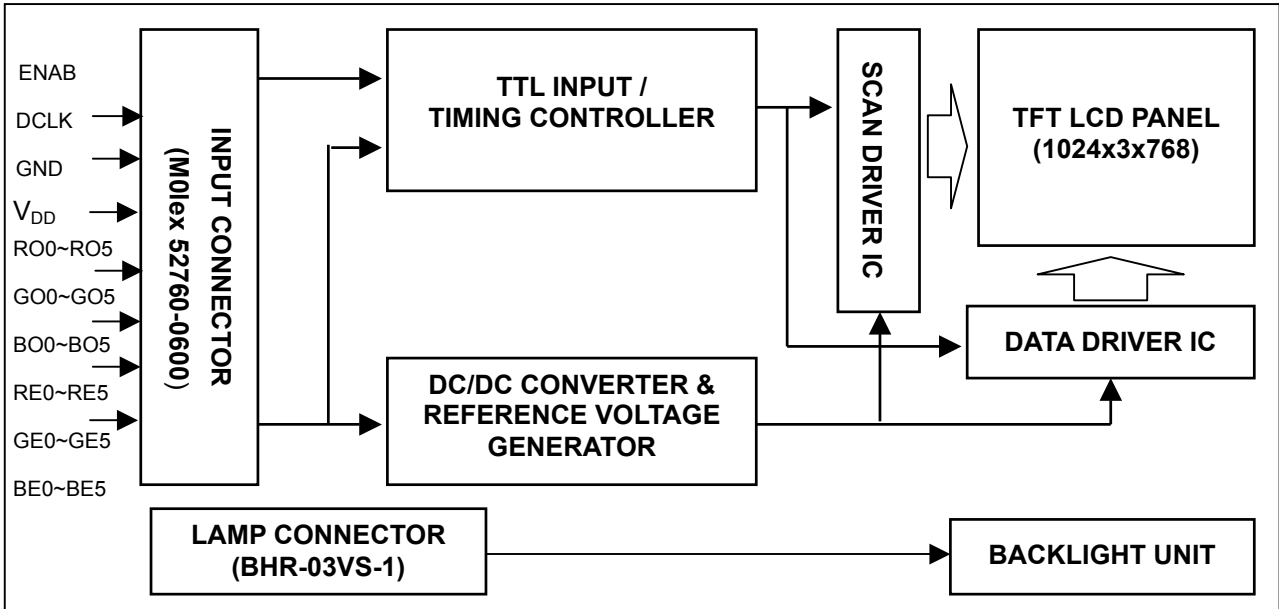 ENAB
DCLK
GND
VDD
RO0~RO5
GO0~GO5
BO0~BO5
RE0~RE5
GE0~GE5
BE0~BE5
INPUT CONNECTOR
(M0lex 52760-0600)
TTL INPUT /
TIMING CONTROLLER
SCAN DRIVER IC
TFT LCD PANEL
(1024x3x768)
DATA DRIVER IC
DC/DC CONVERTER &
REFERENCE VOLTAGE
GENERATOR
LAMP CONNECTOR
(BHR-03VS-1)
BACKLIGHT UNIT